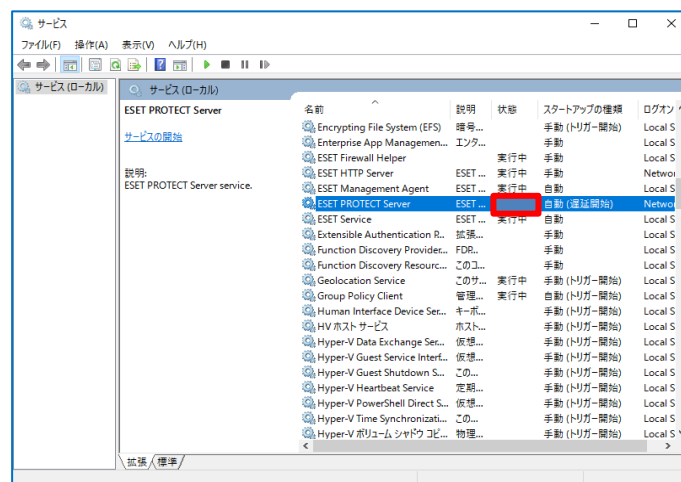 サービス
ファイル(F) 操作(A) 表示(V) ヘルプ(H)
サービス (ローカル)
サービス (ローカル)
ESET PROTECT Server
サービスの開始
説明:
ESET PROTECT Server service.
名前 説明 状態 スタートアップの種類 ログオン
Encrypting File System (EFS) 暗号... 手動 (トリガー開始) Local S
Enterprise App Managemen... エンタ... 手動 Local S
ESET Firewall Helper 実行中 手動 Local S
ESET HTTP Server ESET ... 実行中 手動 Networ
ESET Management Agent ESET ... 実行中 自動 Local S
ESET PROTECT Server ESET ... 自動 (遅延開始) Networ
ESET Service ESET ... 実行中 自動 Local S
Extensible Authentication R... 拡張... 手動 Local S
Function Discovery Provide... FDR... 手動 Local S
Function Discovery Resourc... このコ... 手動 Local S
Geolocation Service このサ... 実行中 手動 (トリガー開始) Local S
Group Policy Client 管理... 実行中 自動 (トリガー開始) Local S
Human Interface Device Ser... キーボ... 手動 (トリガー開始) Local S
HV ホスト サービス ホスト... 手動 (トリガー開始) Local S
Hyper-V Data Exchange Ser... 仮想... 手動 (トリガー開始) Local S
Hyper-V Guest Service Interf... 仮想... 手動 (トリガー開始) Local S
Hyper-V Guest Shutdown S... この... 手動 (トリガー開始) Local S
Hyper-V Heartbeat Service 定期... 手動 (トリガー開始) Local S
Hyper-V PowerShell Direct S... 仮想... 手動 (トリガー開始) Local S
Hyper-V Time Synchronizati... この... 手動 (トリガー開始) Local S
Hyper-V ボリューム シャドウ コピ... 物理... 手動 (トリガー開始) Local S
拡張 標準